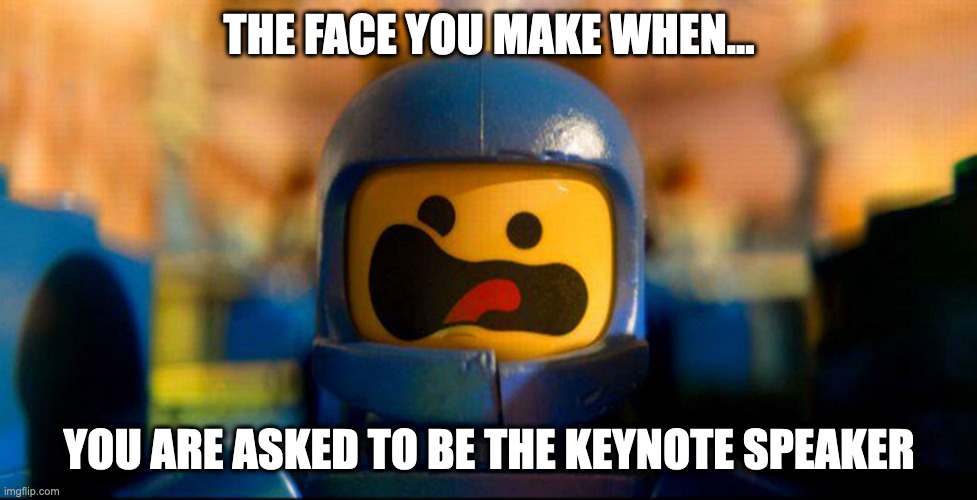 THE FACE YOU MAKE WHEN...
YOU ARE ASKED TO BE THE KEYNOTE SPEAKER
imgflip.com